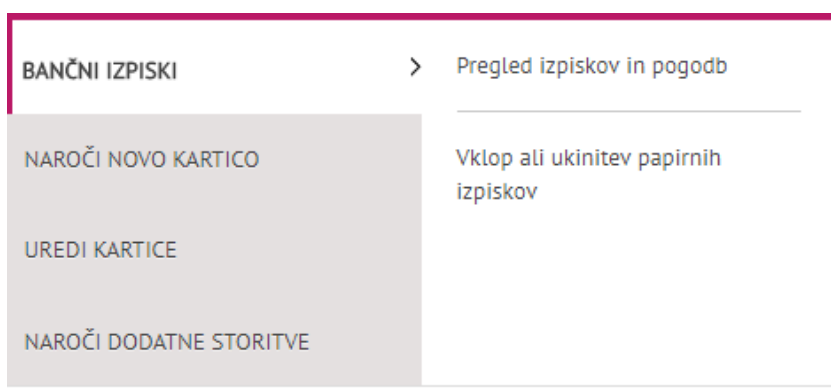 BANČNI IZPISKI
Pregled izpiskov in pogodb
NAROČI NOVO KARTICO
Vklop ali ukinitev papirnih
izpiskov
UREDI KARTICE
NAROČI DODATNE STORITVE